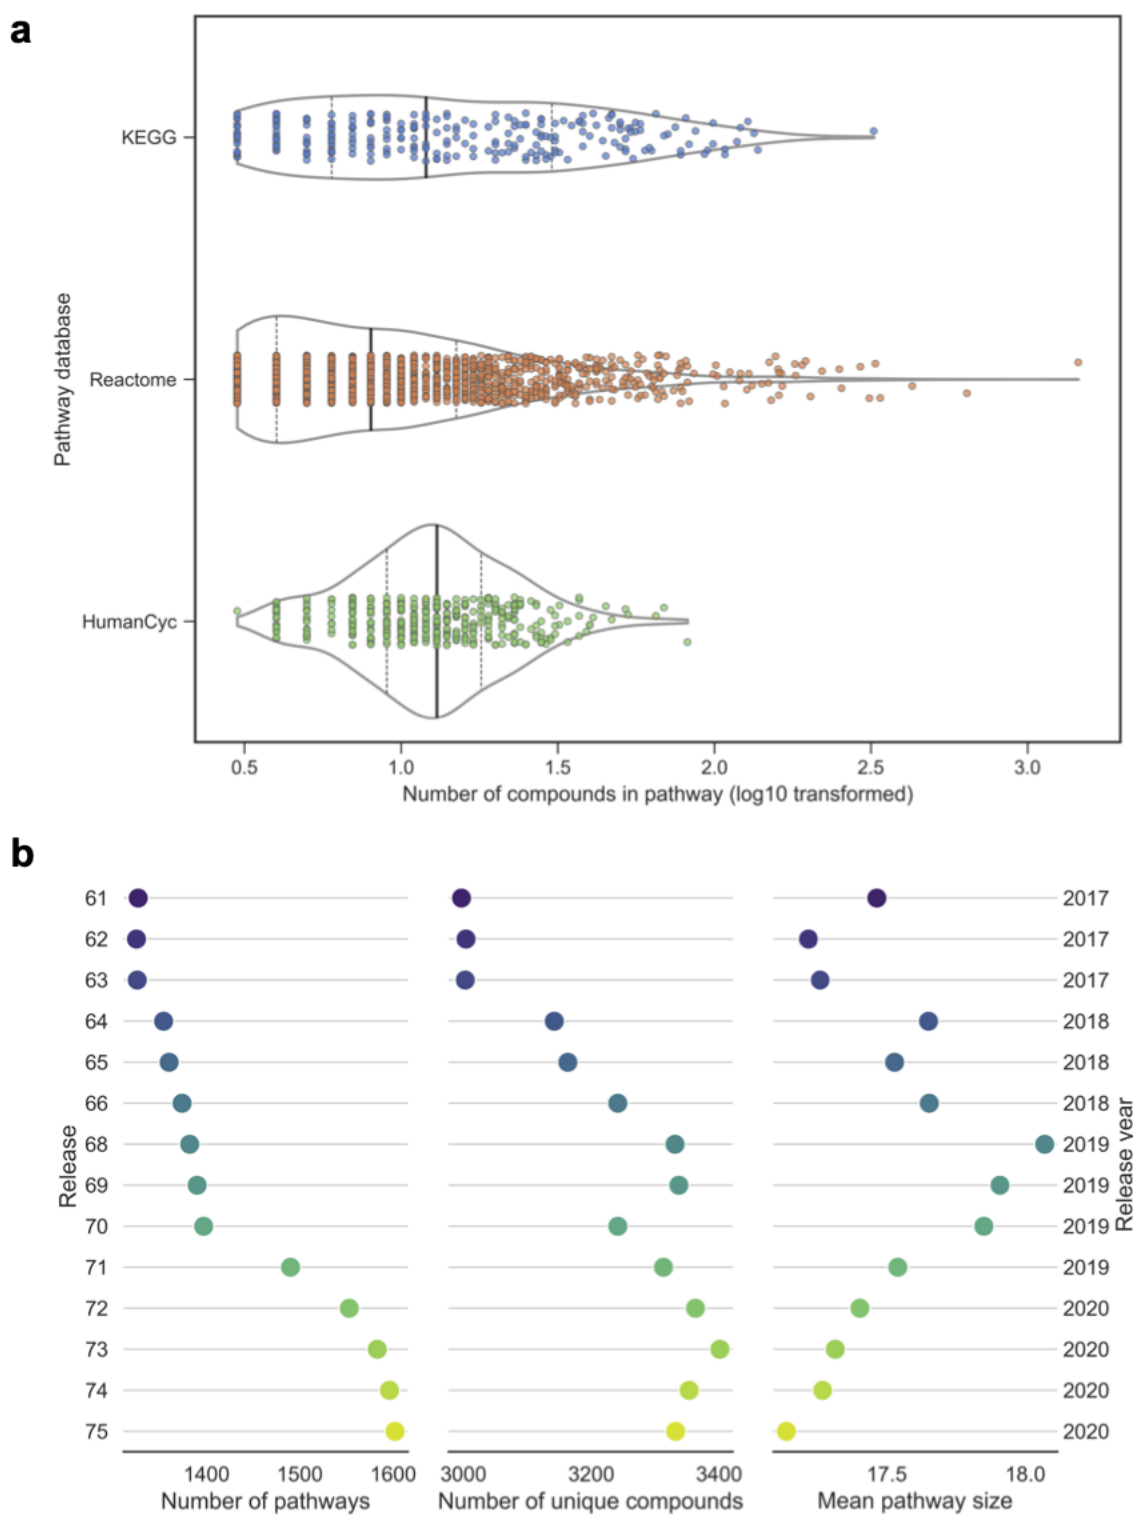 a
KEGG
Reactome
HumanCyc
Pathway database
0.5 1.0 1.5 2.0 2.5 3.0
Number of compounds in pathway (log10 transformed)
b
61 2017
62 2017
63 2017
64 2018
65 2018
66 2018
68 2019
69 2019
70 2019
71 2019
72 2020
73 2020
74 2020
75 2020
Release
Release year
1400 1500 1600 3000 3200 3400 17.5 18.0
Number of pathways Number of unique compounds Mean pathway size